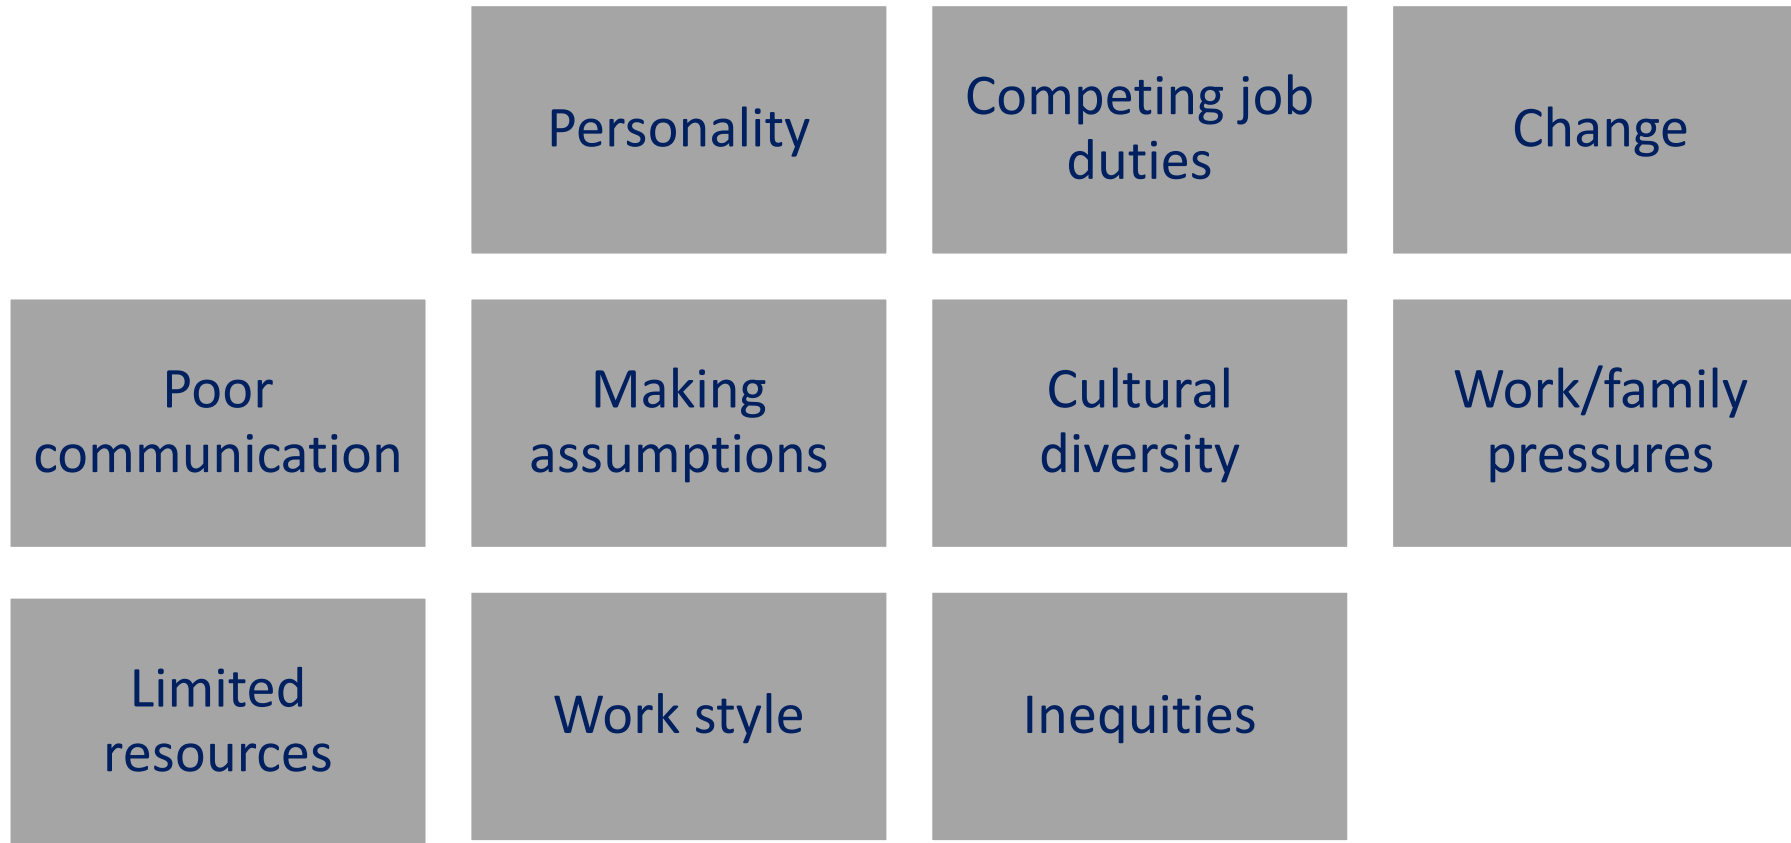 Personality
Competing job
duties
Change
Poor
communication
Making
assumptions
Cultural
diversity
Work/family
pressures
Limited
resources
Work style
Inequities